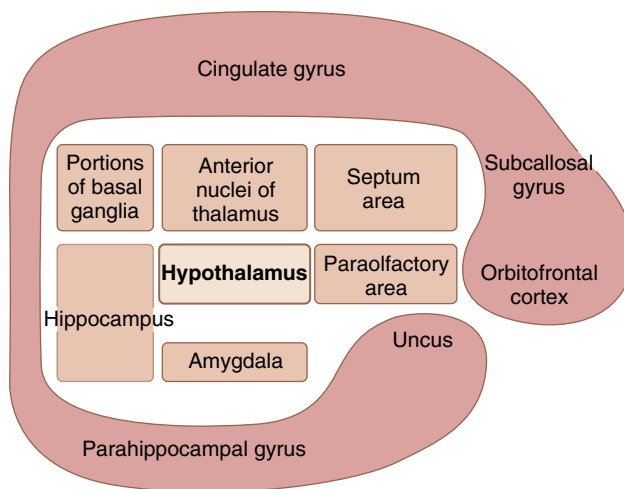 Cingulate gyrus
Portions
of basal
ganglia
Anterior
nuclei of
thalamus
Septum
area
Subcallosal
gyrus
Hypothalamus
Paraolfactory
area
Orbitofrontal
cortex
Hippocampus
Amygdala
Uncus
Parahippocampal gyrus